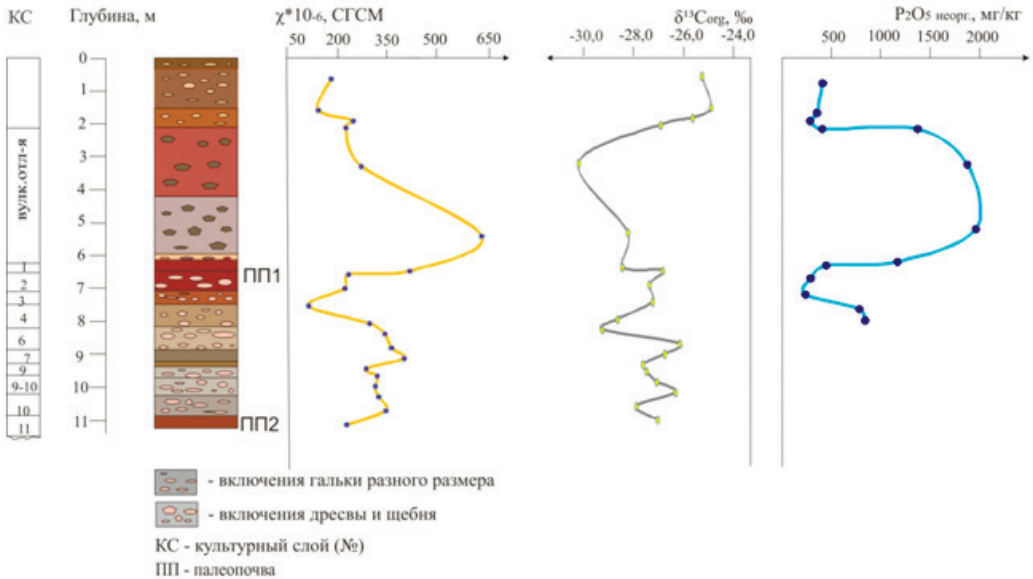 КС Глубина, м χ*10-6, СГСМ δ¹³Corg, ‰ P₂O₅ неорг., мг/кг
50 200 350 500 650
-30,0 -28,0 -26,0 -24,0
500 1000 2000
0
1
2
3
4
5
6
7
8
9
10
11
вулк.отл-я
1
2
3
4
6
7
9
9-10
10
11
ПП1
ПП2
- включения гальки разного размера
- включения дресвы и щебня
КС - культурный слой (№)
ПП - палеопочва